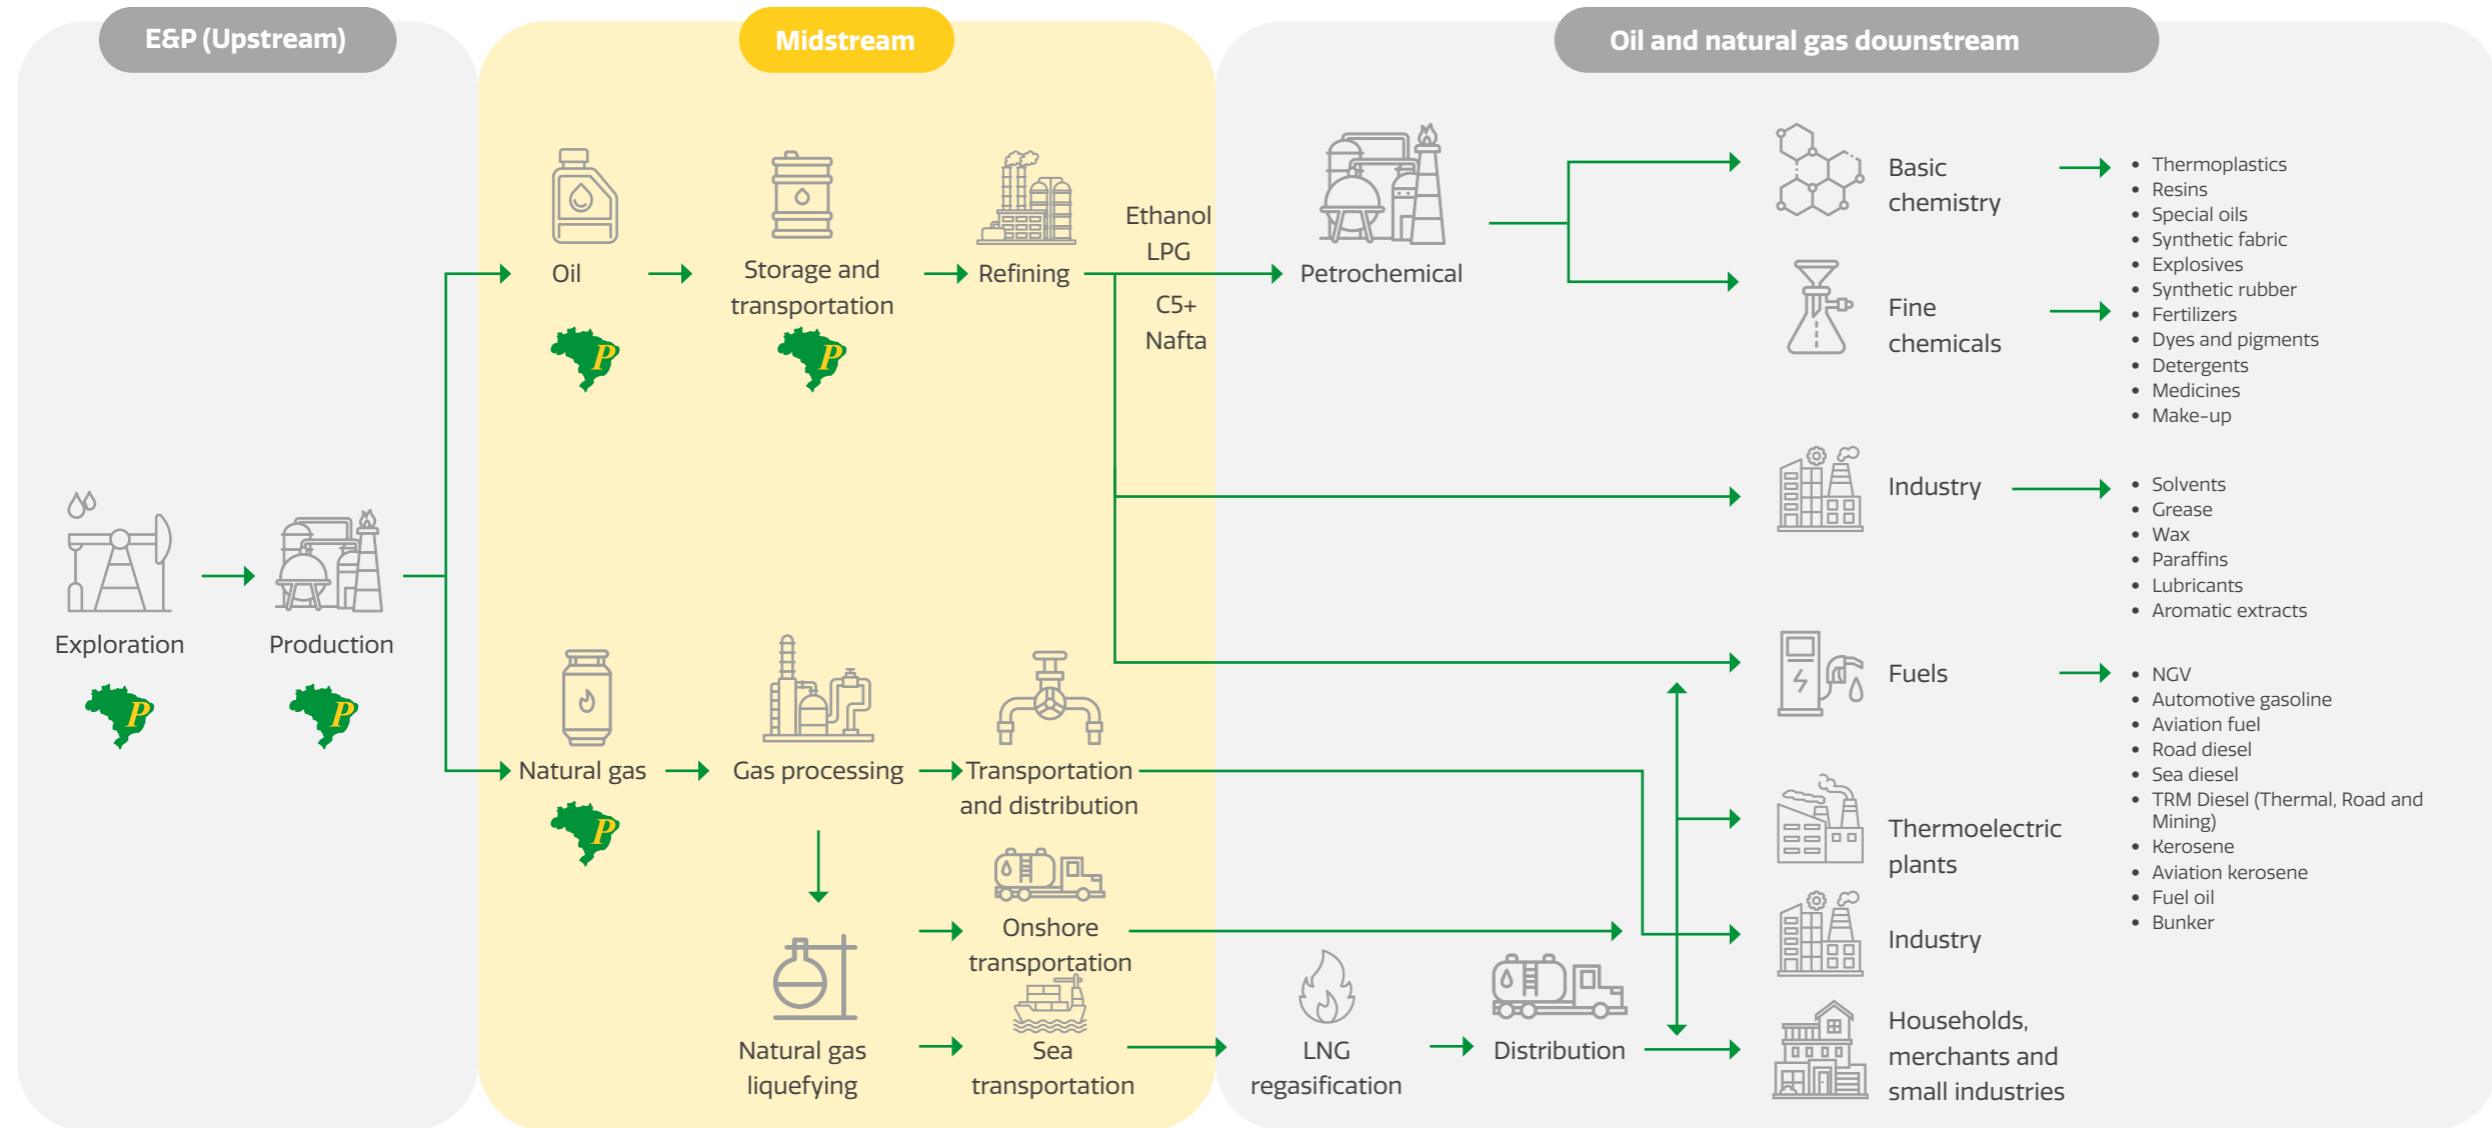 E&P (Upstream)
Midstream
Oil and natural gas downstream
Exploration
P
Production
P
Oil
P
Storage and
transportation
P
Refining
Ethanol
LPG
C5+
Nafta
Petrochemical
Basic
chemistry
Fine
chemicals
• Thermoplastics
• Resins
• Special oils
• Synthetic fabric
• Explosives
• Synthetic rubber
• Fertilizers
• Dyes and pigments
• Detergents
• Medicines
• Make-up
Industry
• Solvents
• Grease
• Wax
• Paraffins
• Lubricants
• Aromatic extracts
Fuels
• NGV
• Automotive gasoline
• Aviation fuel
• Road diesel
• Sea diesel
• TRM Diesel (Thermal, Road and
Mining)
• Kerosene
• Aviation kerosene
• Fuel oil
• Bunker
Natural gas
P
Gas processing
Transportation
and distribution
Thermoelectric
plants
Onshore
transportation
Industry
Natural gas
liquefying
Sea
transportation
LNG
regasification
Distribution
Households,
merchants and
small industries